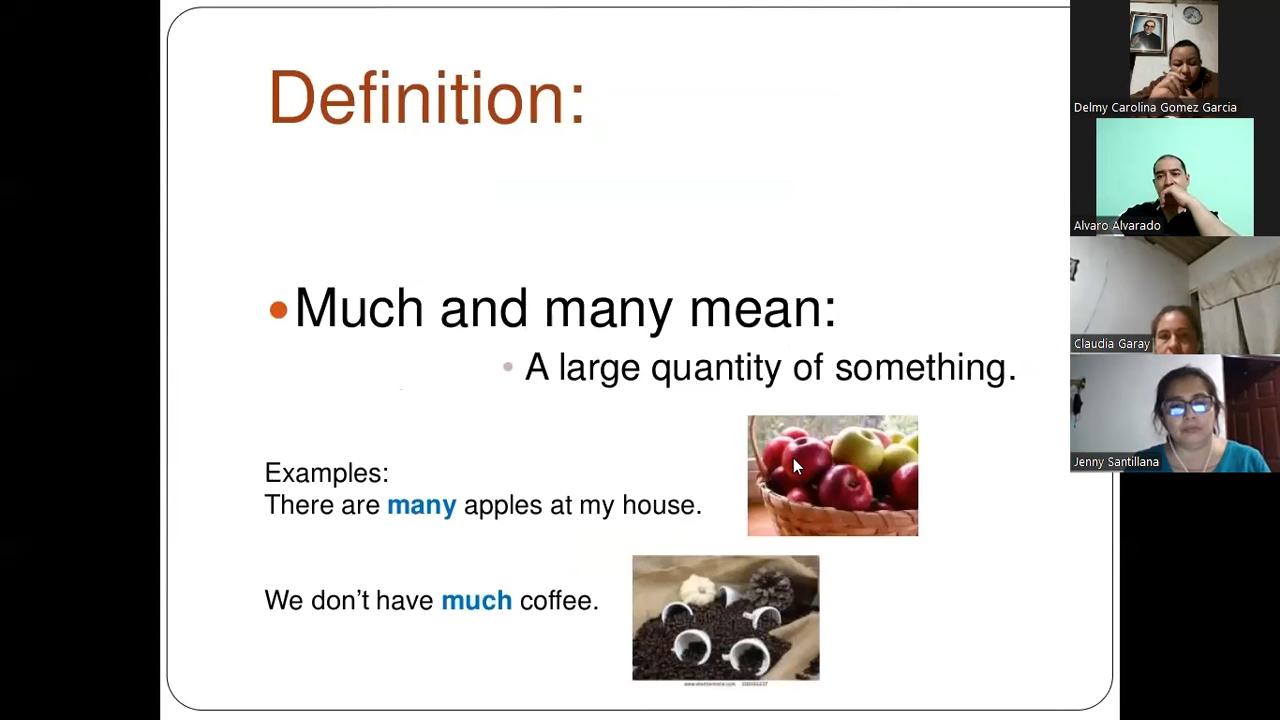 Definition:
Much and many mean:
A large quantity of something.
Examples:
There are many apples at my house.
We don't have much coffee.
Delmy Carolina Gomez Garcia
Alvaro Alvarado
Claudia Garay
Jenny Santillana